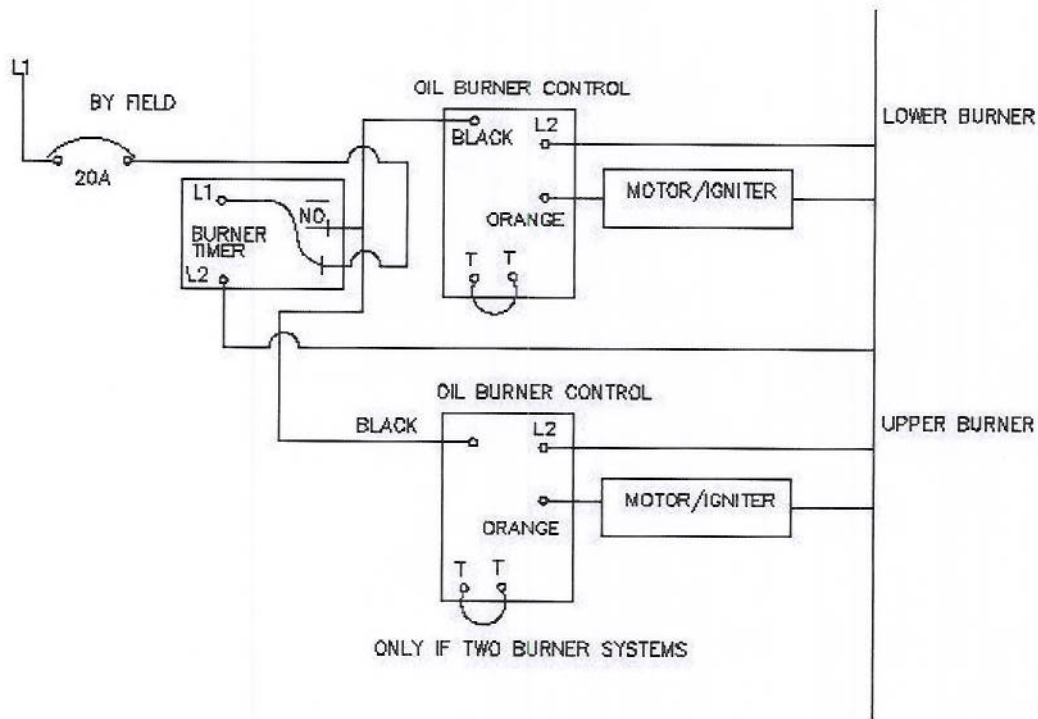 L1
BY FIELD
20A
OIL BURNER CONTROL
BLACK
L2
ORANGE
T T
MOTOR/IGNITER
LOWER BURNER
L1
NO
BURNER
TIMER
L2
OIL BURNER CONTROL
BLACK
L2
ORANGE
T T
MOTOR/IGNITER
UPPER BURNER
ONLY IF TWO BURNER SYSTEMS